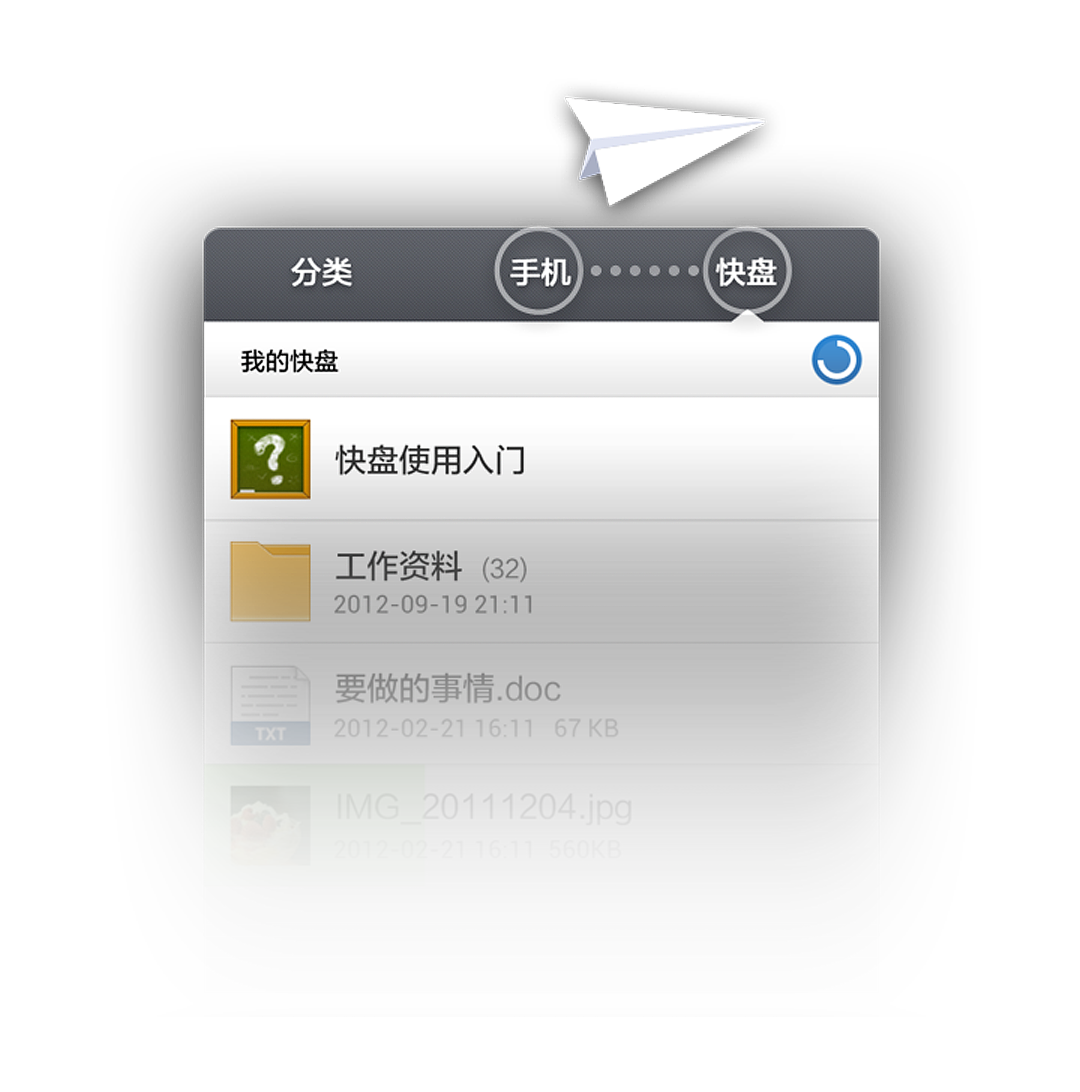 分类 手机 快盘
我的快盘
快盘使用入门
工作资料 (32)
2012-09-19 21:11
要做的事情.doc
2012-02-21 16:11 67 KB
TXT
IMG_20111204.jpg
2012-02-21 16:11 560KB